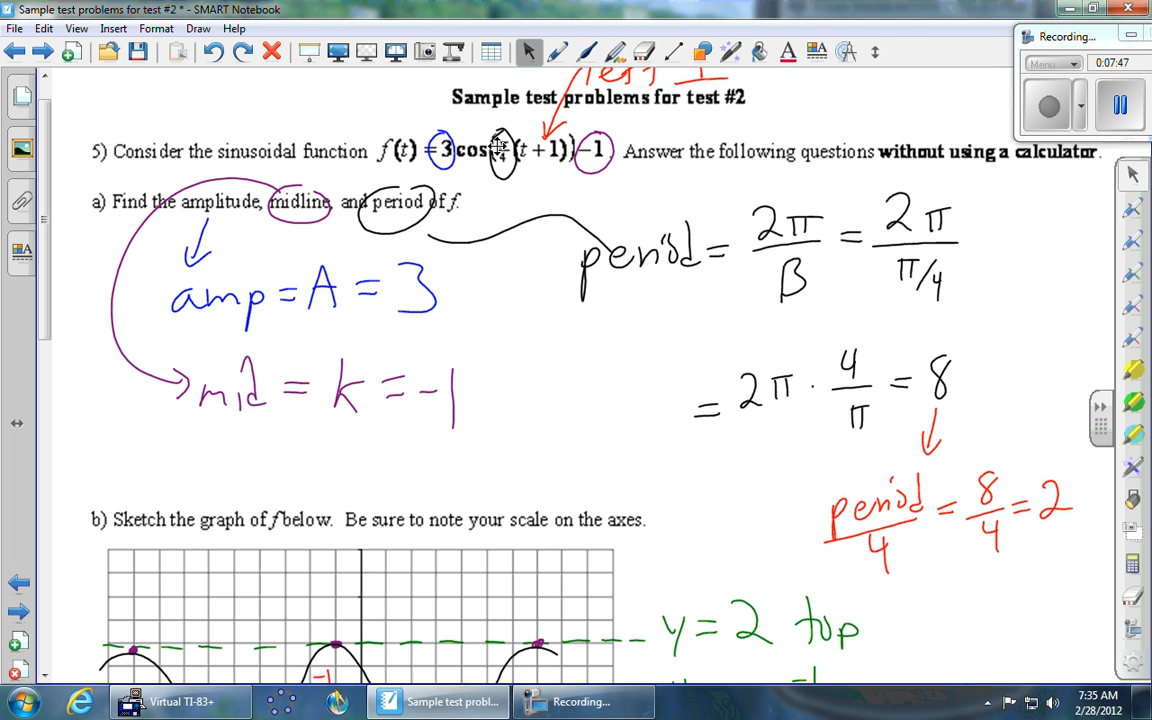 Sample test problems for test #2 * - SMART Notebook
File Edit View Insert Format Draw Help
Recording...
Menu 0:07:47
Sample test problems for test #2
5) Consider the sinusoidal function f(t) = 3cos(π/4(t+1)) −1. Answer the following questions without using a calculator.
a) Find the amplitude, midline, and period of f.
period = 2π/B = 2π/(π/4)
amp = A = 3
= 2π · 4/π = 8
mid = k = -1
period/4 = 8/4 = 2
b) Sketch the graph of f below. Be sure to note your scale on the axes.
y = 2 top
-1
Virtual TI-83+
Sample test problem...
Recording...
7:35 AM
2/28/2012